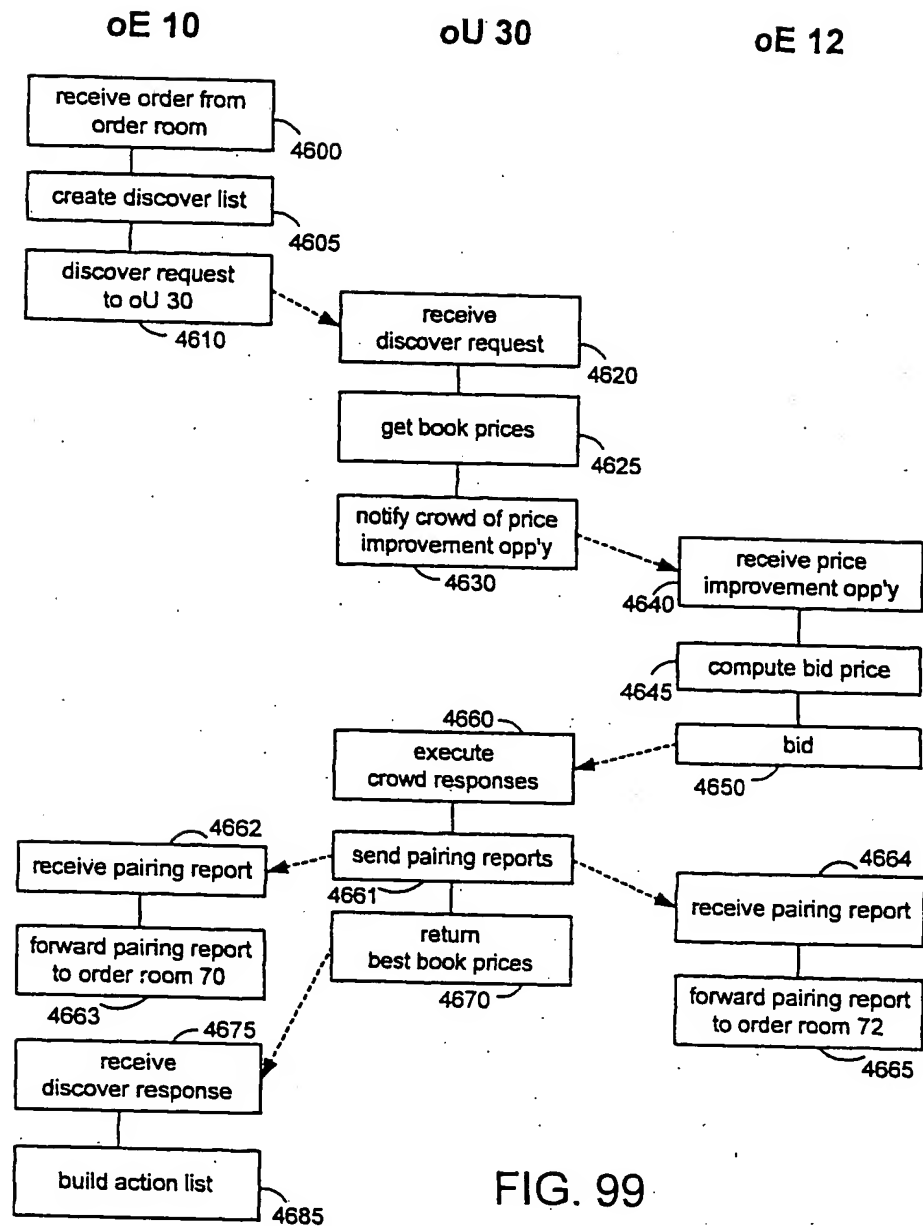 oE 10
oU 30
oE 12
receive order from
order room
4600
create discover list
4605
discover request
to oU 30
4610
receive
discover request
4620
get book prices
4625
notify crowd of price
improvement opp'y
4630
receive price
improvement opp'y
4640
compute bid price
4645
bid
4650
4660
execute
crowd responses
4662
receive pairing report
send pairing reports
4661
4664
receive pairing report
forward pairing report
to order room 70
4663
return
best book prices
4670
forward pairing report
to order room 72
4665
4675
receive
discover response
build action list
4685
FIG. 99